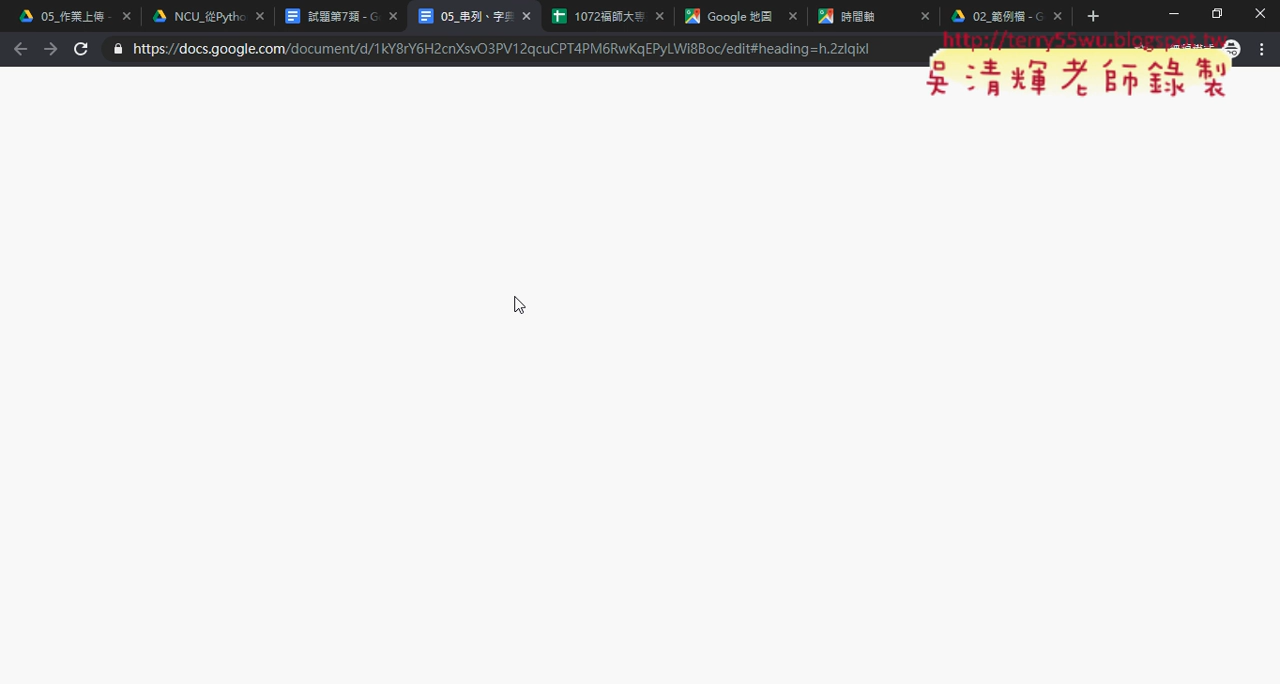 05_作業上傳 -
NCU_從Pytho
試題第7類 - G
05_串列、字典
1072福師大專
Google 地圖
時間軸
02_範例檔 - G
https://docs.google.com/document/d/1kY8rY6H2cnXsvO3PV12qcuCPT4PM6RwKqEPyLWi8Boc/edit#heading=h.2zlqixl
http://terry55wu.blogspot.tw
吳清輝老師錄製